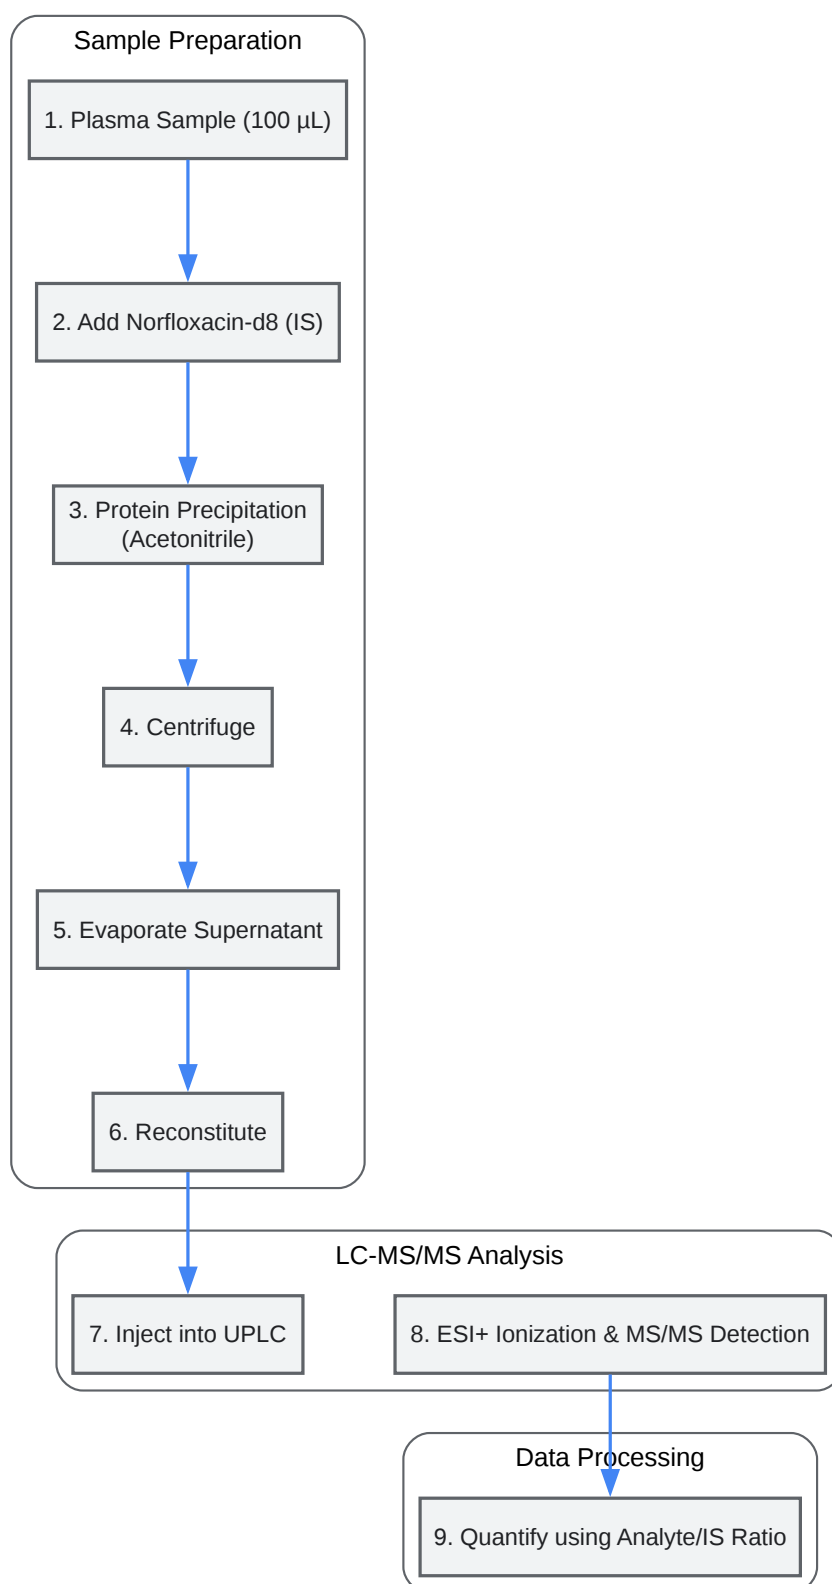 Sample Preparation
1. Plasma Sample (100 µL)
2. Add Norfloxacin-d8 (IS)
3. Protein Precipitation
(Acetonitrile)
4. Centrifuge
5. Evaporate Supernatant
6. Reconstitute
LC-MS/MS Analysis
7. Inject into UPLC
8. ESI+ Ionization & MS/MS Detection
Data Processing
9. Quantify using Analyte/IS Ratio